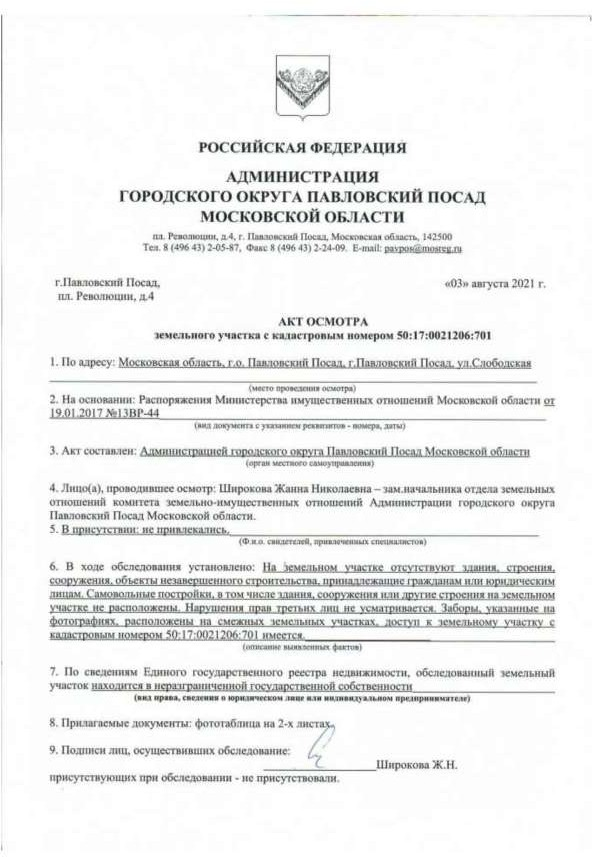 РОССИЙСКАЯ ФЕДЕРАЦИЯ
АДМИНИСТРАЦИЯ
ГОРОДСКОГО ОКРУГА ПАВЛОВСКИЙ ПОСАД
МОСКОВСКОЙ ОБЛАСТИ
пл. Революции, д.4, г. Павловский Посад, Московская область, 142500
Тел. 8 (496 43) 2-05-87, Факс 8 (496 43) 2-24-09. E-mail: pavpos@mosreg.ru
г.Павловский Посад, «03» августа 2021 г.
пл. Революции, д.4
АКТ ОСМОТРА
земельного участка с кадастровым номером 50:17:0021206:701
1. По адресу: Московская область, г.о. Павловский Посад, г.Павловский Посад, ул.Слободская
(место проведения осмотра)
2. На основании: Распоряжения Министерства имущественных отношений Московской области от
19.01.2017 №13ВР-44
(вид документа с указанием реквизитов - номера, даты)
3. Акт составлен: Администрацией городского округа Павловский Посад Московской области
(орган местного самоуправления)
4. Лицо(а), проводившее осмотр: Широкова Жанна Николаевна – зам.начальника отдела земельных
отношений комитета земельно-имущественных отношений Администрации городского округа
Павловский Посад Московской области.
5. В присутствии: не привлекались.
(Ф.и.о. свидетелей, привлеченных специалистов)
6. В ходе обследования установлено: На земельном участке отсутствуют здания, строения,
сооружения, объекты незавершенного строительства, принадлежащие гражданам или юридическим
лицам. Самовольные постройки, в том числе здания, сооружения или другие строения на земельном
участке не расположены. Нарушения прав третьих лиц не усматривается. Заборы, указанные на
фотографиях, расположены на смежных земельных участках, доступ к земельному участку с
кадастровым номером 50:17:0021206:701 имеется.
(описание выявленных фактов)
7. По сведениям Единого государственного реестра недвижимости, обследованный земельный
участок находится в неразграниченной государственной собственности
(вид права, сведения о юридическом лице или индивидуальном предпринимателе)
8. Прилагаемые документы: фототаблица на 2-х листах.
9. Подписи лиц, осуществивших обследование:
Широкова Ж.Н.
присутствующих при обследовании - не присутствовали.